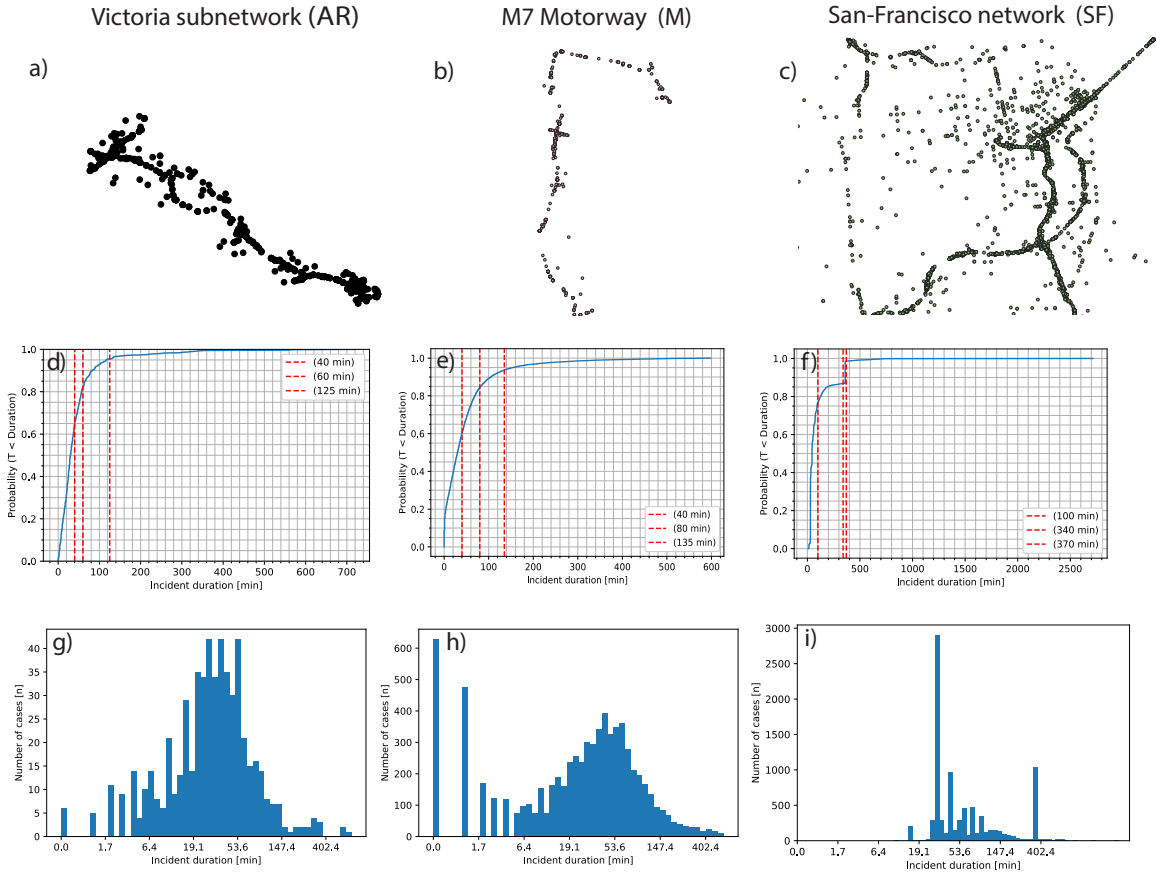 Victoria subnetwork (AR)
M7 Motorway (M)
San-Francisco network (SF)
a)
b)
c)
d)
1.0
0.8
0.6
0.4
0.2
0.0
Probability (T < Duration)
(40 min)
(60 min)
(125 min)
0 100 200 300 400 500 600 700
Incident duration [min]
e)
1.0
0.8
0.6
0.4
0.2
0.0
Probability (T < Duration)
(40 min)
(80 min)
(135 min)
0 100 200 300 400 500 600
Incident duration [min]
f)
1.0
0.8
0.6
0.4
0.2
0.0
Probability (T < Duration)
(100 min)
(340 min)
(370 min)
0 500 1000 1500 2000 2500
Incident duration [min]
g)
40
35
30
25
20
15
10
5
0
Number of cases [n]
0.0 1.7 6.4 19.1 53.6 147.4 402.4
Incident duration [min]
h)
600
500
400
300
200
100
0
Number of cases [n]
0.0 1.7 6.4 19.1 53.6 147.4 402.4
Incident duration [min]
i)
3000
2500
2000
1500
1000
500
0
Number of cases [n]
0.0 1.7 6.4 19.1 53.6 147.4 402.4
Incident duration [min]